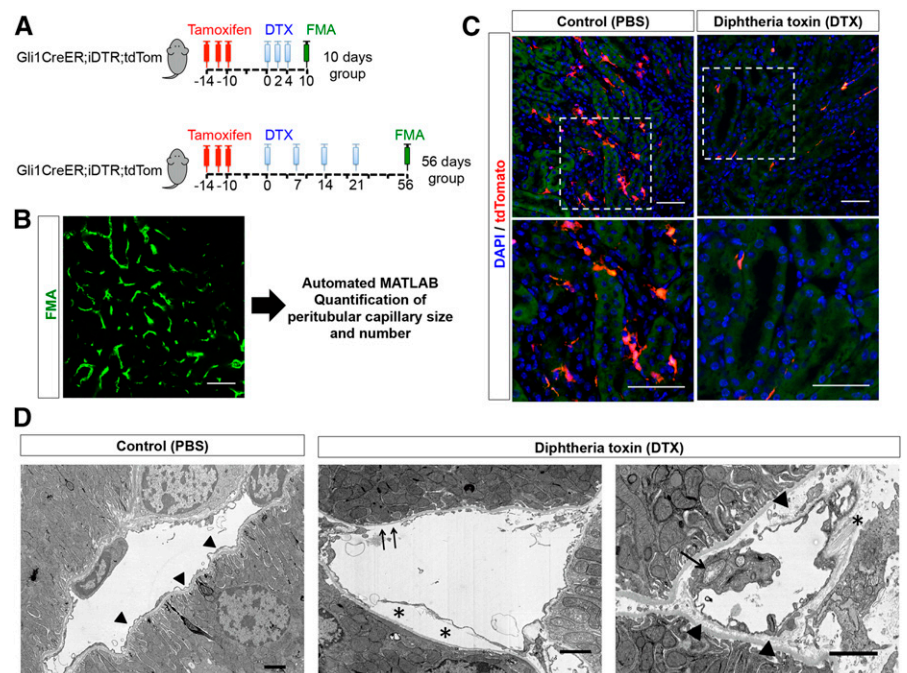 A
Tamoxifen DTX FMA
Gli1CreER;iDTR;tdTom
10 days
group
-14 -10 0 2 4 10
Tamoxifen DTX FMA
Gli1CreER;iDTR;tdTom
56 days
group
-14 -10 0 7 14 21 56
B
FMA
Automated MATLAB
Quantification of
peritubular capillary size
and number
C
Control (PBS) Diphtheria toxin (DTX)
DAPI / tdTomato
D
Control (PBS) Diphtheria toxin (DTX)
* *
*